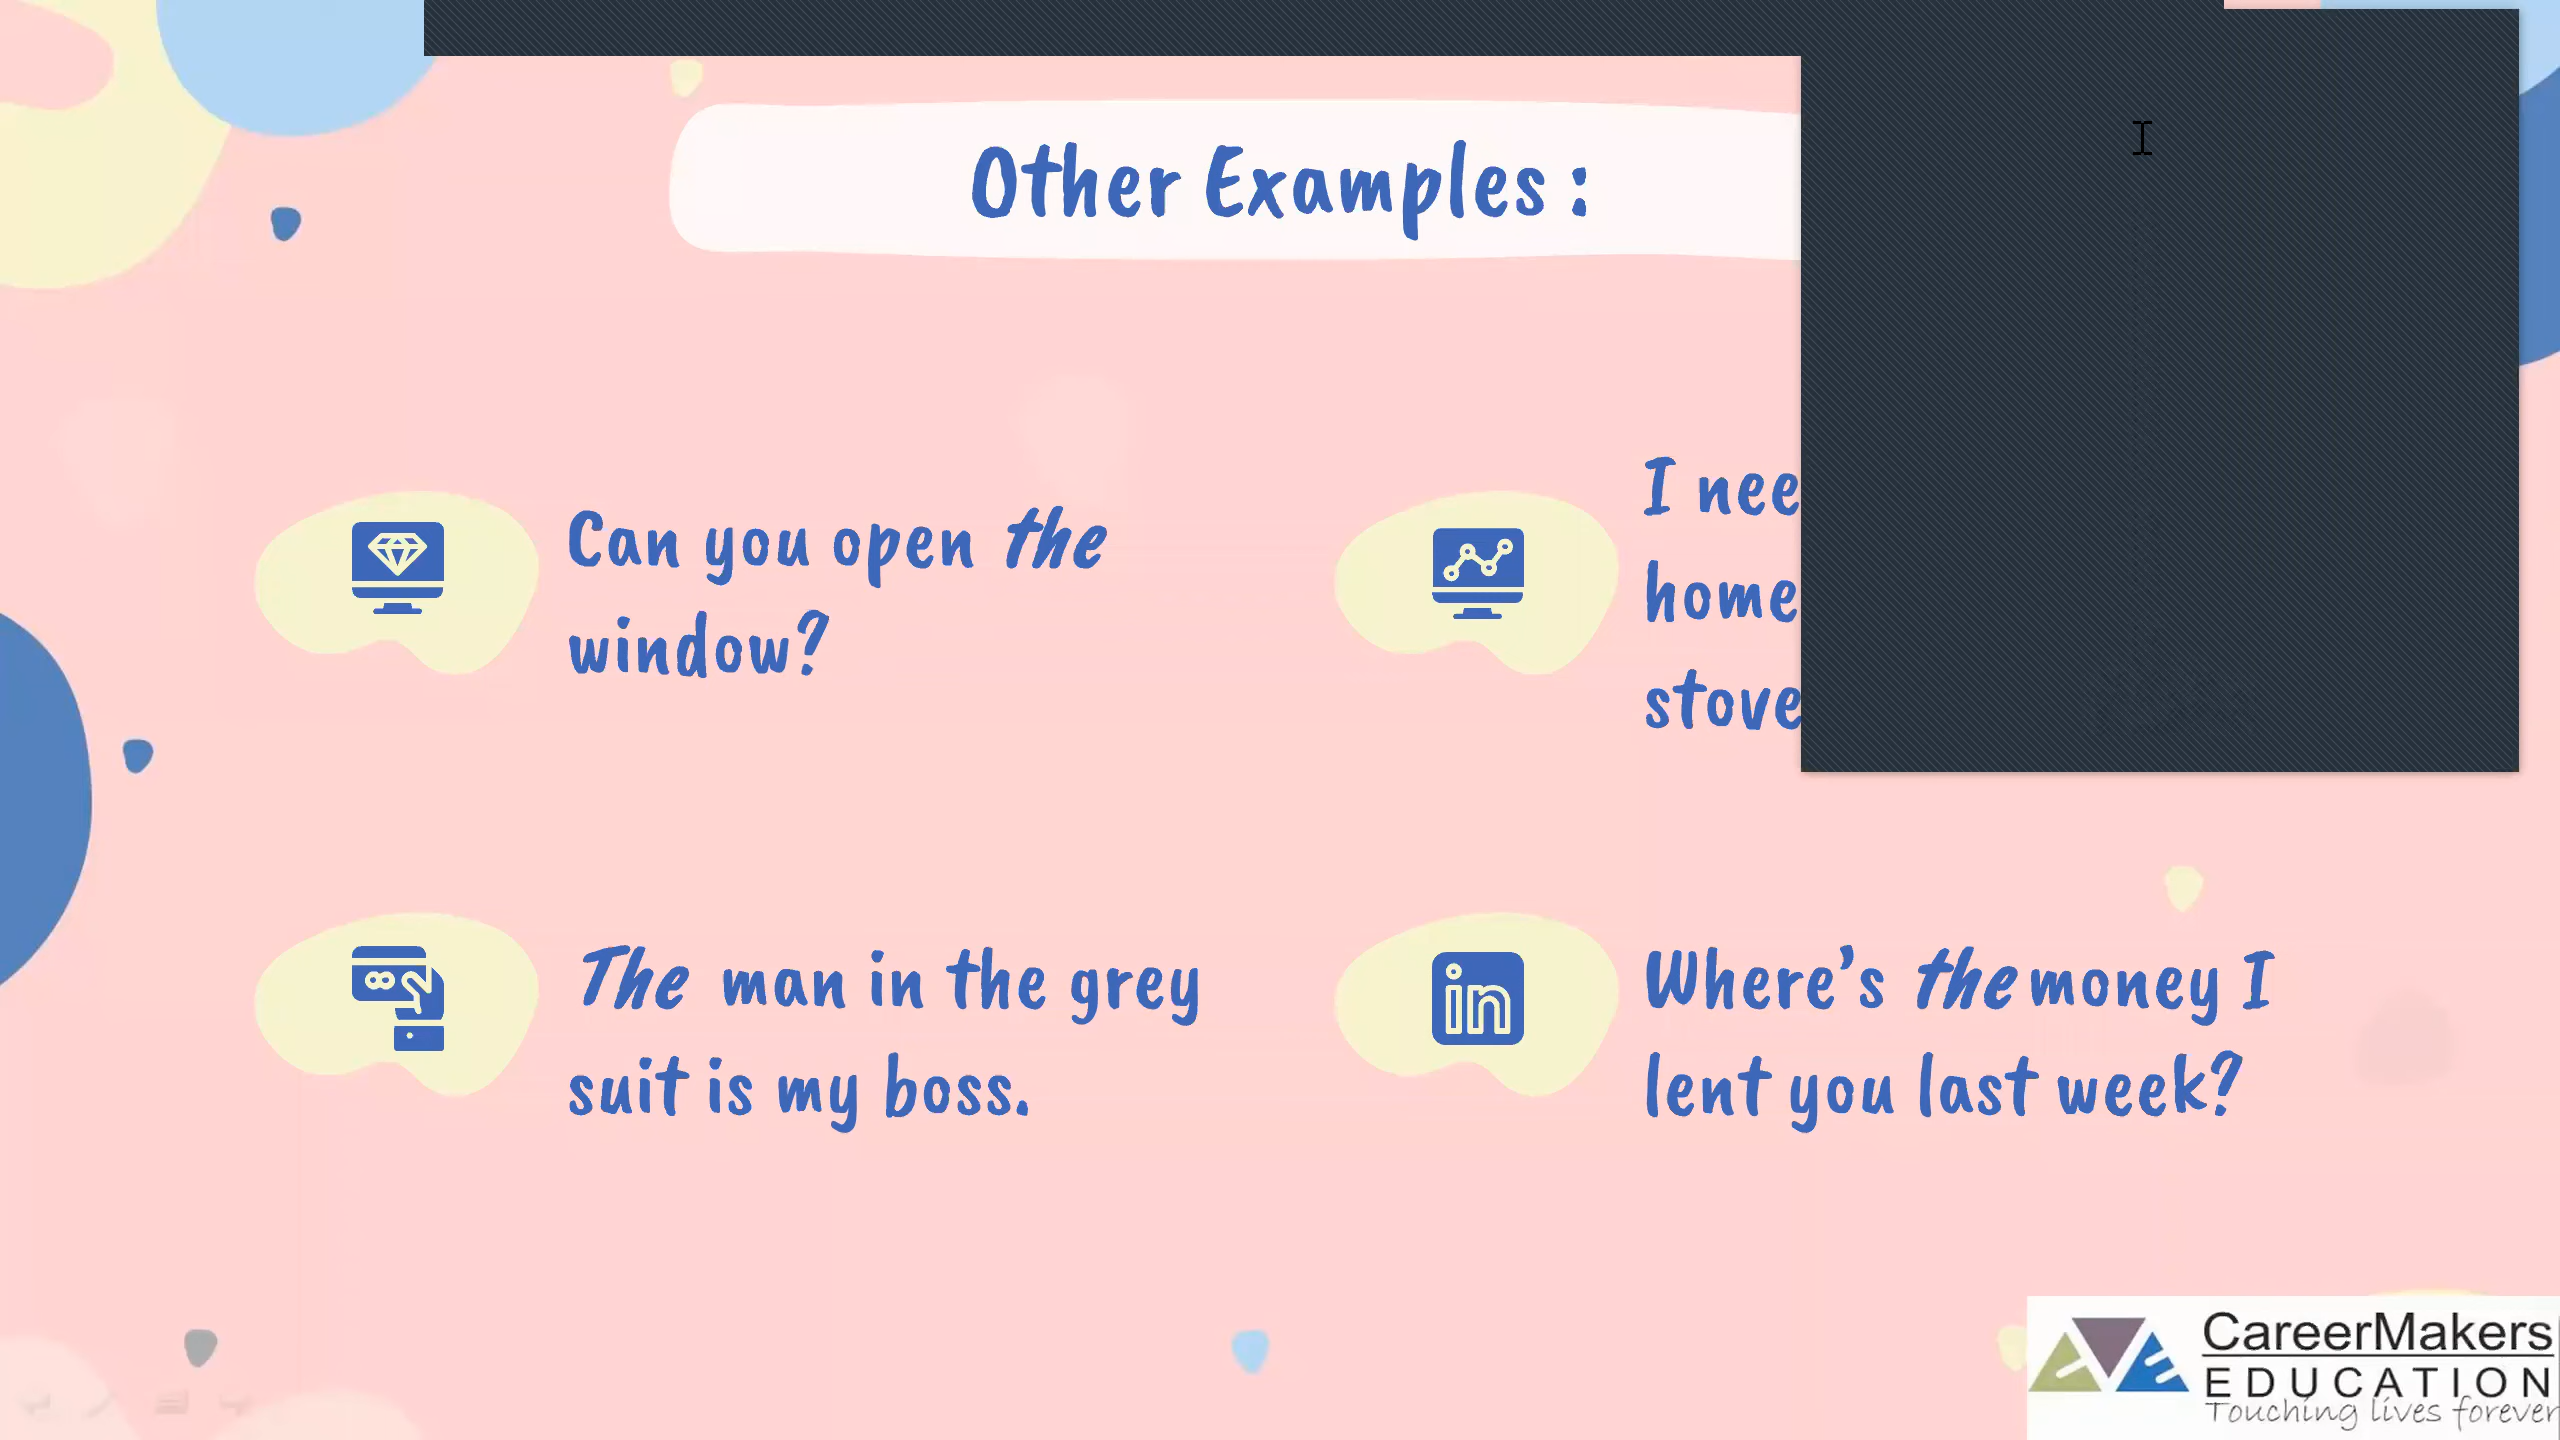 Other Examples :
Can you open the
window?
I
home
stove
The man in the grey
suit is my boss.
in
Where's the money I
lent you last week?
CareerMakers
EDUCATION
Touching lives forever